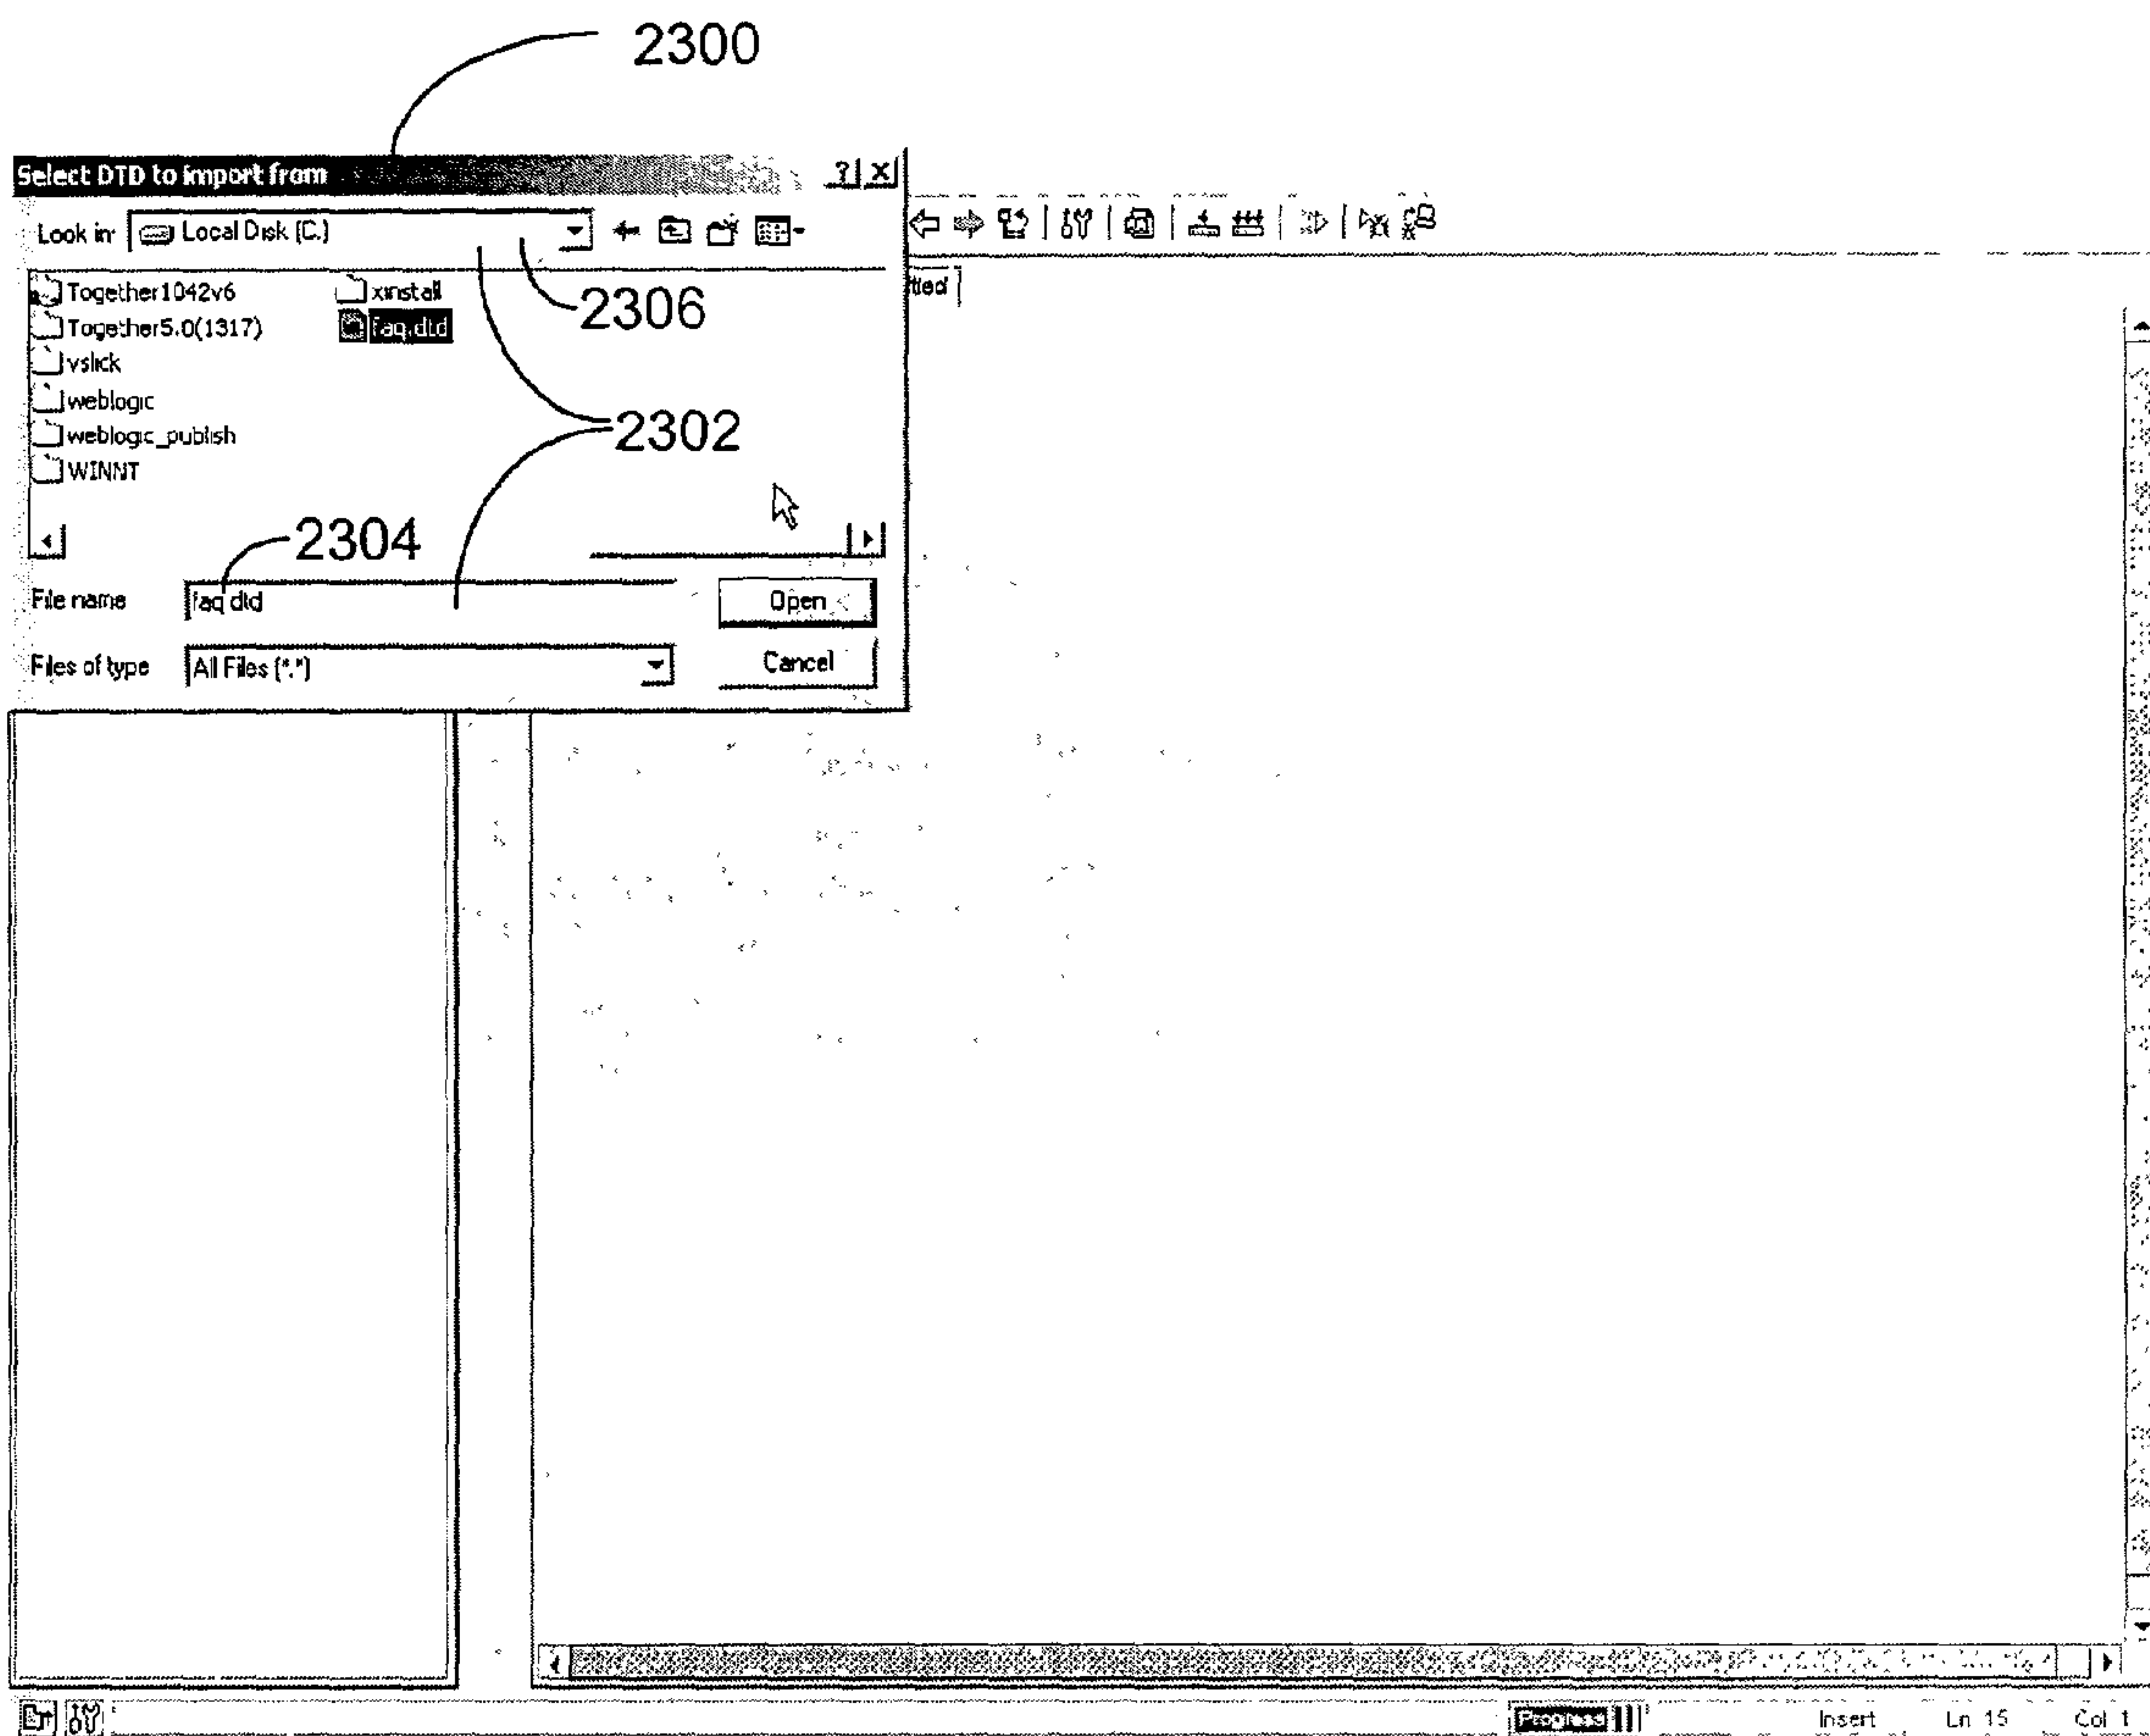 2300
Select DTD to import from
Look in: Local Disk (C:)
Together1042v6 xinstall
2306
Together5.0(1317) faq.dtd
vslick
weblogic
2302
weblogic_publish
WINNT
2304
File name faq dtd Open
Files of type All Files (*.*) Cancel
Progress Insert Ln 15 Col 1